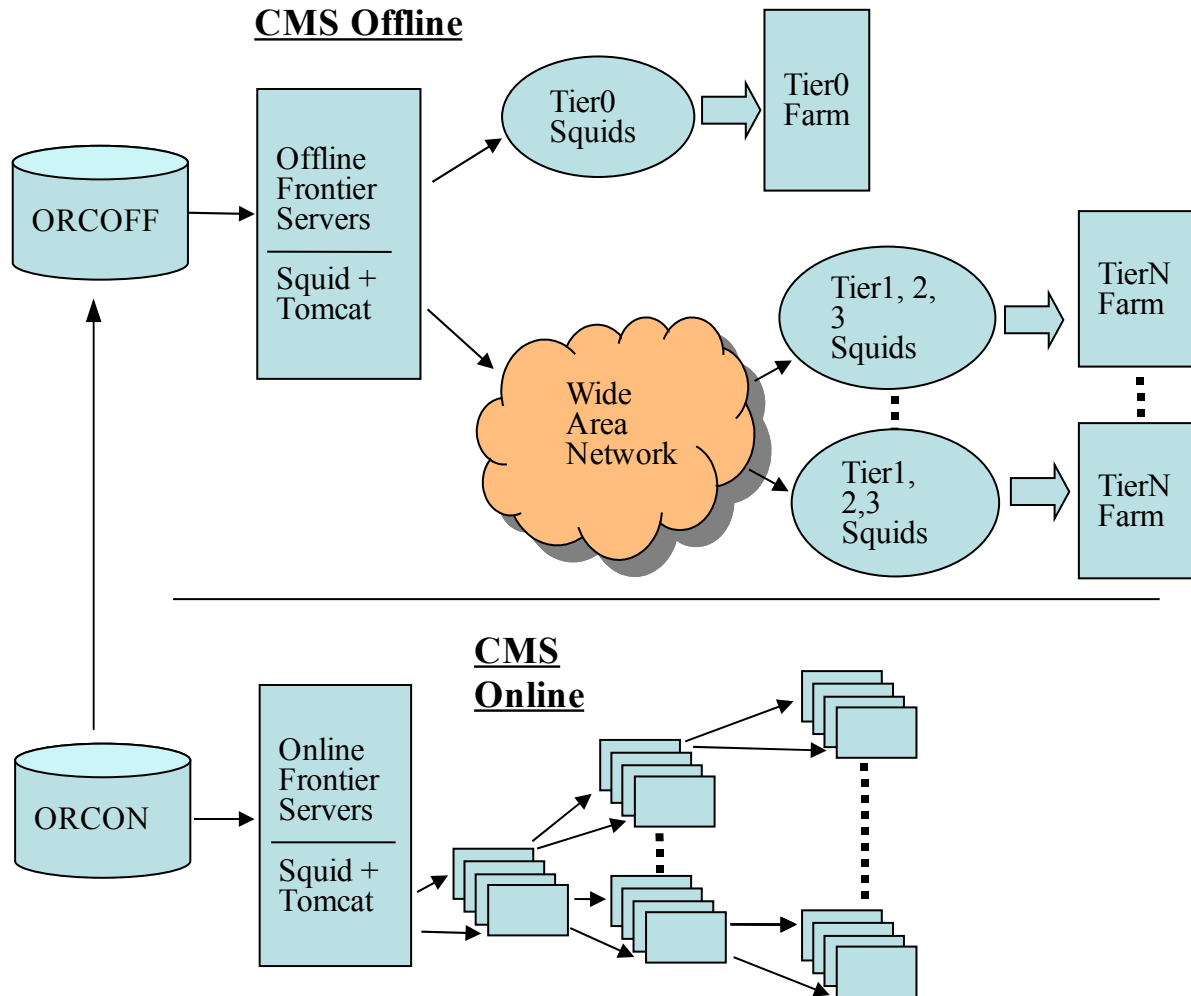 CMS Offline
Tier0
Squids
Tier0
Farm
ORCOFF
Offline
Frontier
Servers
Squid +
Tomcat
Wide
Area
Network
Tier1, 2,
3
Squids
TierN
Farm
Tier1,
2,3
Squids
TierN
Farm
CMS
Online
ORCON
Online
Frontier
Servers
Squid +
Tomcat